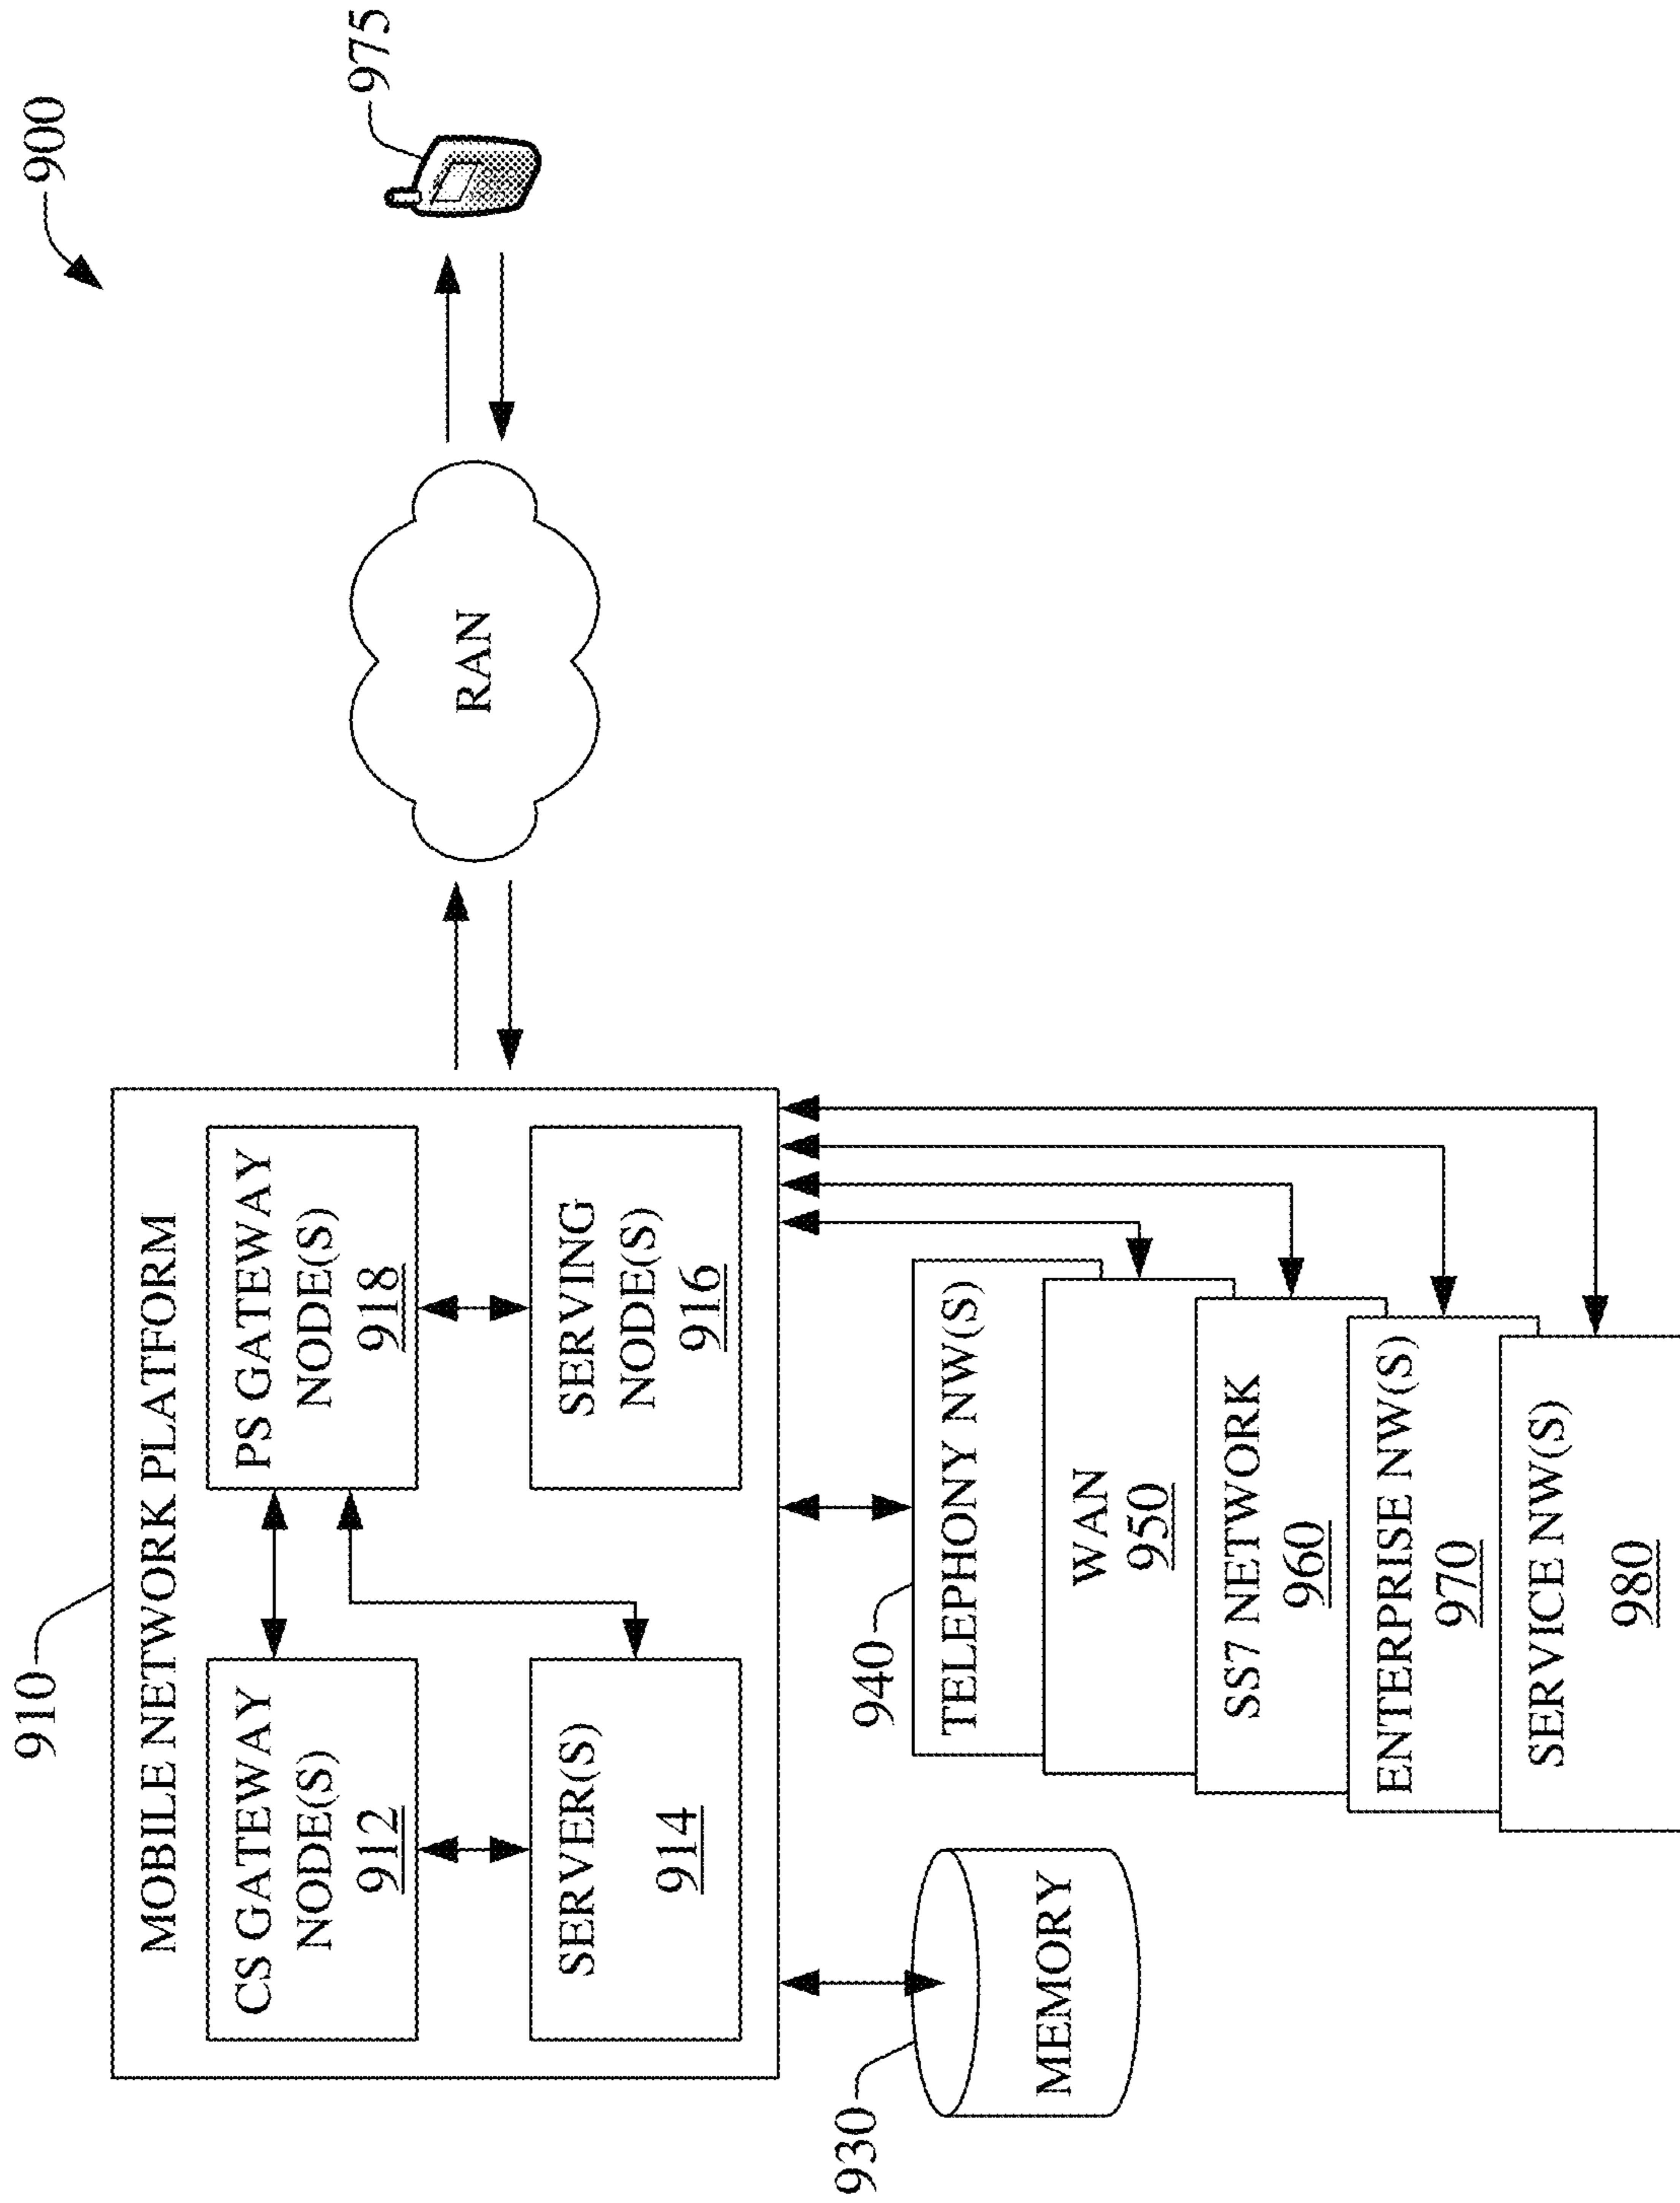 900
910
MOBILE NETWORK PLATFORM
CS GATEWAY
NODE(S)
912
PS GATEWAY
NODE(S)
918
SERVER(S)
914
SERVING
NODE(S)
916
RAN
975
930
MEMORY
940
TELEPHONY NW(S)
WAN
950
SS7 NETWORK
960
ENTERPRISE NW(S)
970
SERVICE NW(S)
980